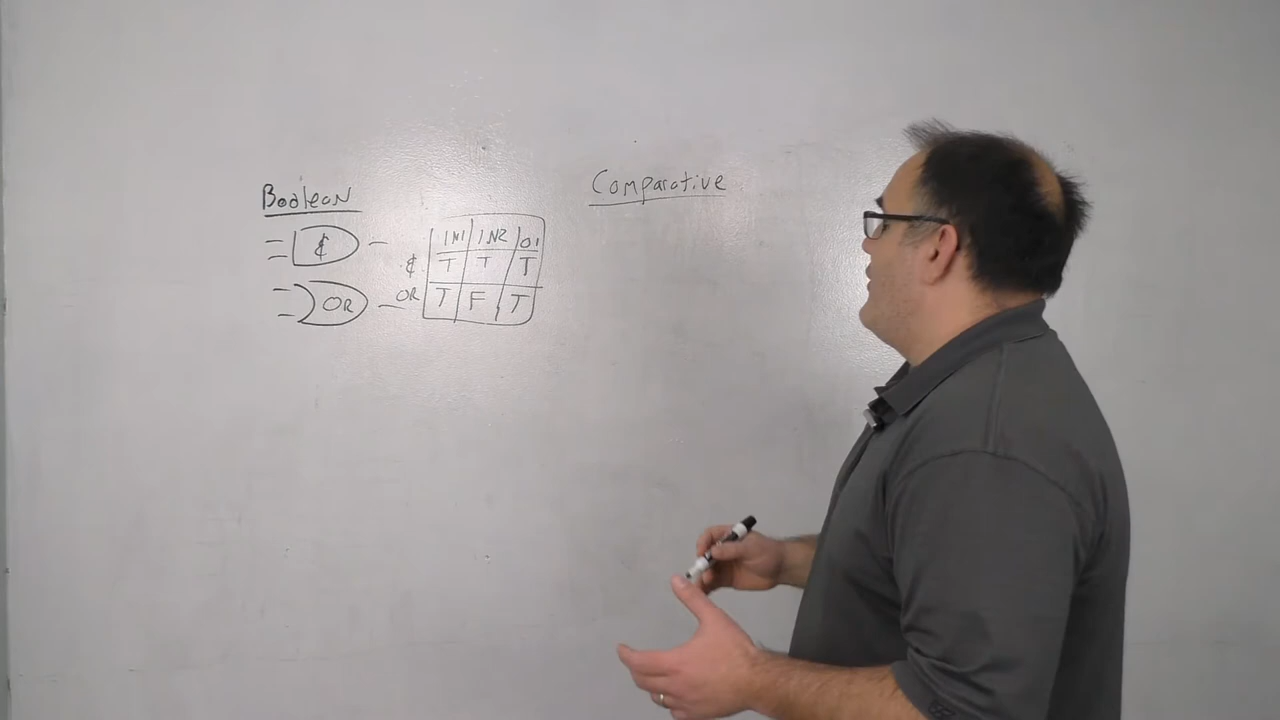 Boolean
&
OR
IN1 IN2 O1
& T T T
OR T F T
Comparative